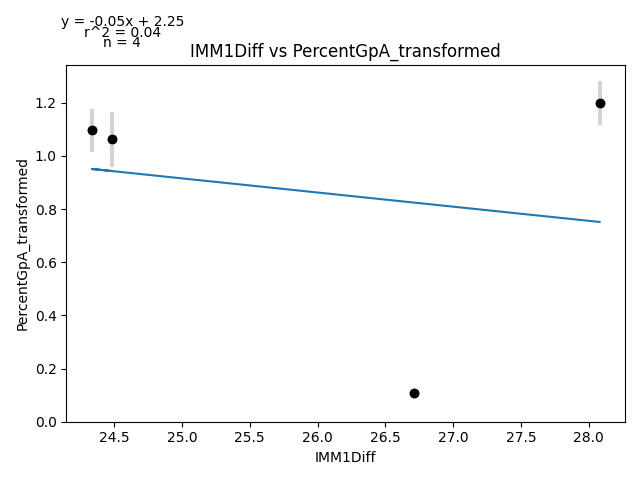 y = -0.05x + 2.25
r^2 = 0.04
n = 4
IMM1Diff vs PercentGpA_transformed
PercentGpA_transformed
1.2
1.0
0.8
0.6
0.4
0.2
0.0
24.5 25.0 25.5 26.0 26.5 27.0 27.5 28.0
IMM1Diff